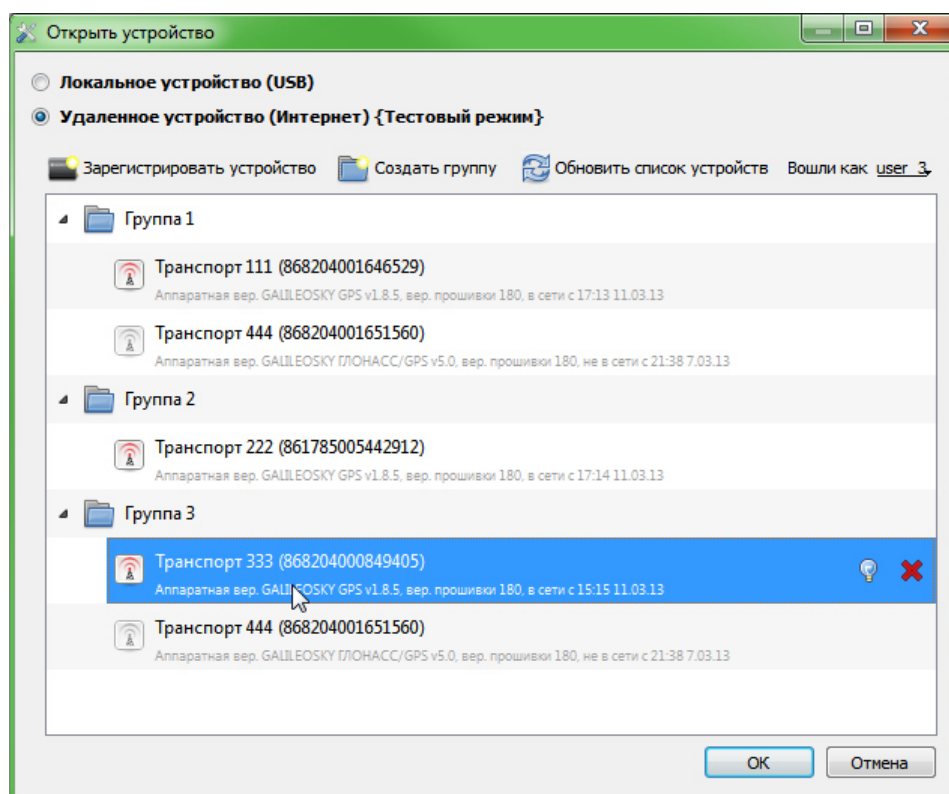 Открыть устройство
Локальное устройство (USB)
Удаленное устройство (Интернет) {Тестовый режим}
Зарегистрировать устройство Создать группу Обновить список устройств Вошли как user_3
Группа 1
Транспорт 111 (868204001646529)
Аппаратная вер. GALILEOSKY GPS v1.8.5, вер. прошивки 180, в сети с 17:13 11.03.13
Транспорт 444 (868204001651560)
Аппаратная вер. GALILEOSKY ГЛОНАСС/GPS v5.0, вер. прошивки 180, не в сети с 21:38 7.03.13
Группа 2
Транспорт 222 (861785005442912)
Аппаратная вер. GALILEOSKY GPS v1.8.5, вер. прошивки 180, в сети с 17:14 11.03.13
Группа 3
Транспорт 333 (868204000849405)
Аппаратная вер. GALILEOSKY GPS v1.8.5, вер. прошивки 180, в сети с 15:15 11.03.13
Транспорт 444 (868204001651560)
Аппаратная вер. GALILEOSKY ГЛОНАСС/GPS v5.0, вер. прошивки 180, не в сети с 21:38 7.03.13
OK Отмена